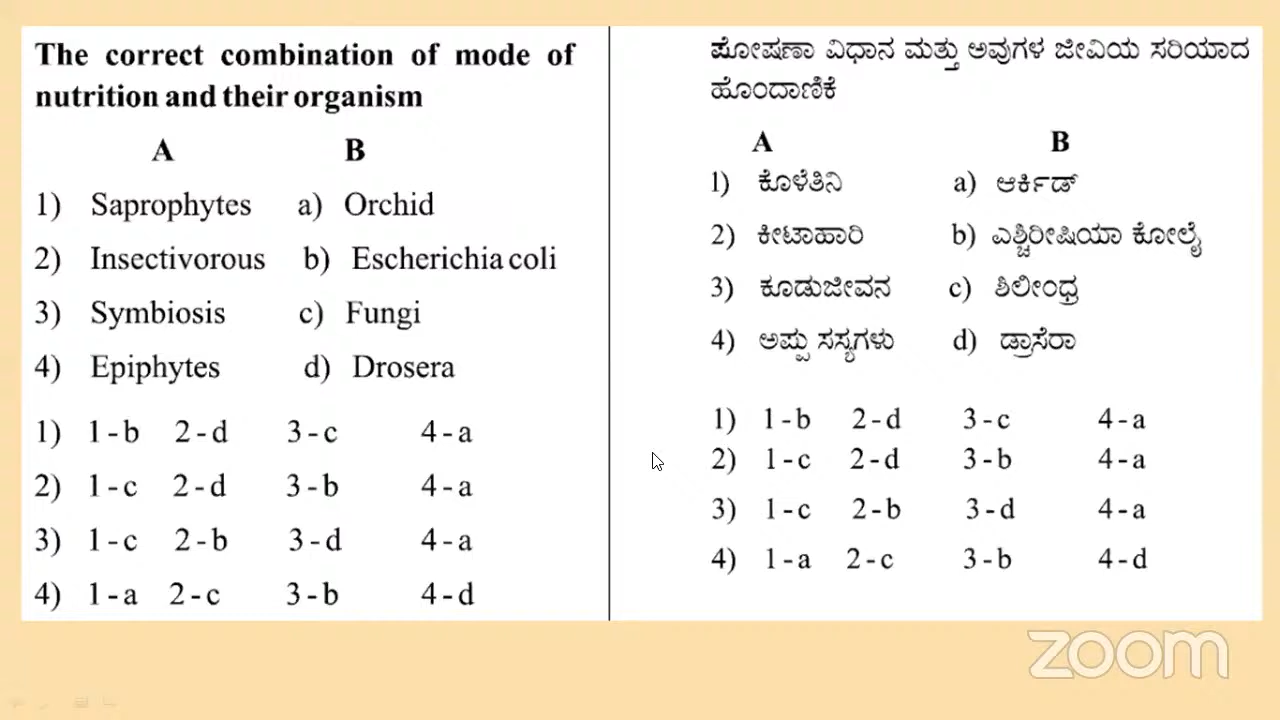 The correct combination of mode of
nutrition and their organism
A B
1) Saprophytes a) Orchid
2) Insectivorous b) Escherichia coli
3) Symbiosis c) Fungi
4) Epiphytes d) Drosera
1) 1-b 2-d 3-c 4-a
2) 1-c 2-d 3-b 4-a
3) 1-c 2-b 3-d 4-a
4) 1-a 2-c 3-b 4-d
ಪೋಷಣಾ ವಿಧಾನ ಮತ್ತು ಅವುಗಳ ಜೀವಿಯ ಸರಿಯಾದ
ಹೊಂದಾಣಿಕೆ
A B
1) ಕೊಳೆತಿನಿ a) ಆರ್ಕಿಡ್
2) ಕೀಟಾಹಾರಿ b) ಎಶ್ಚಿರೀಷಿಯಾ ಕೋಲೈ
3) ಕೂಡುಜೀವನ c) ಶಿಲೀಂಧ್ರ
4) ಅಪ್ಪು ಸಸ್ಯಗಳು d) ಡ್ರಾಸೆರಾ
1) 1-b 2-d 3-c 4-a
2) 1-c 2-d 3-b 4-a
3) 1-c 2-b 3-d 4-a
4) 1-a 2-c 3-b 4-d
zoom